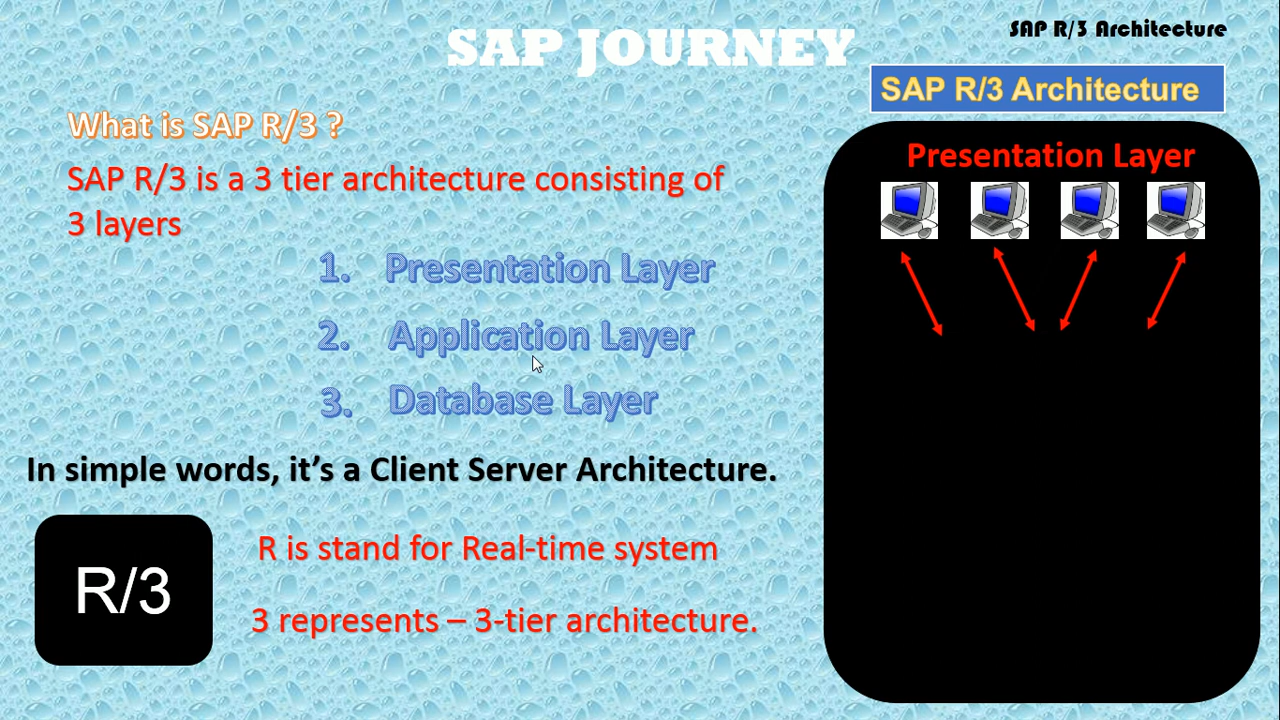 SAP JOURNEY
SAP R/3 Architecture
SAP R/3 Architecture
What is SAP R/3 ?
SAP R/3 is a 3 tier architecture consisting of
3 layers
1. Presentation Layer
2. Application Layer
3. Database Layer
In simple words, it’s a Client Server Architecture.
R/3
R is stand for Real-time system
3 represents – 3-tier architecture.
Presentation Layer